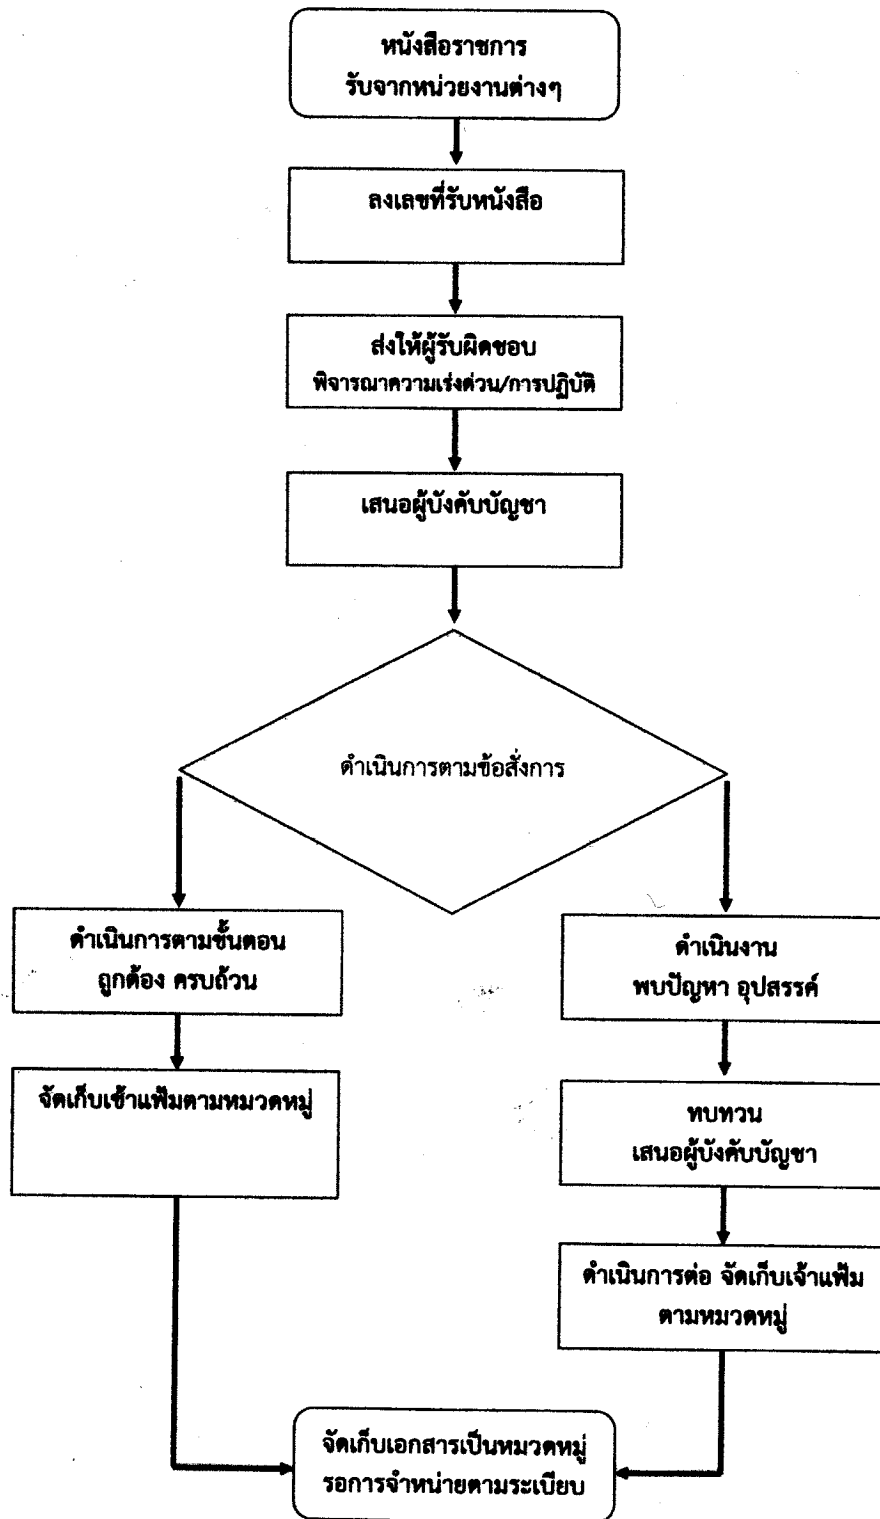 หนังสือราชการ
รับจากหน่วยงานต่างๆ
ลงเลขที่รับหนังสือ
ส่งให้ผู้รับผิดชอบ
พิจารณาความเร่งด่วน/การปฏิบัติ
เสนอผู้บังคับบัญชา
ดำเนินการตามข้อสั่งการ
ดำเนินการตามขั้นตอน
ถูกต้อง ครบถ้วน
จัดเก็บเข้าแฟ้มตามหมวดหมู่
ดำเนินงาน
พบปัญหา อุปสรรค์
ทบทวน
เสนอผู้บังคับบัญชา
ดำเนินการต่อ จัดเก็บเจ้าแฟ้ม
ตามหมวดหมู่
จัดเก็บเอกสารเป็นหมวดหมู่
รอการจำหน่ายตามระเบียบ